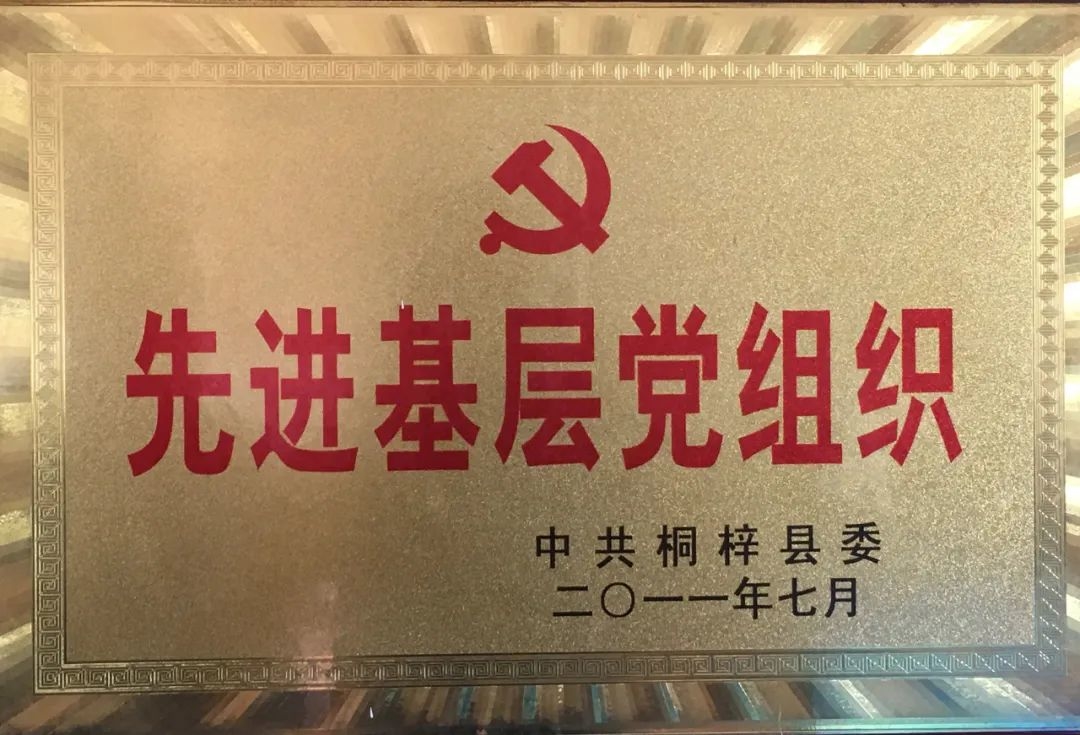 先进基层党组织
中共桐梓县委
二〇一一年七月